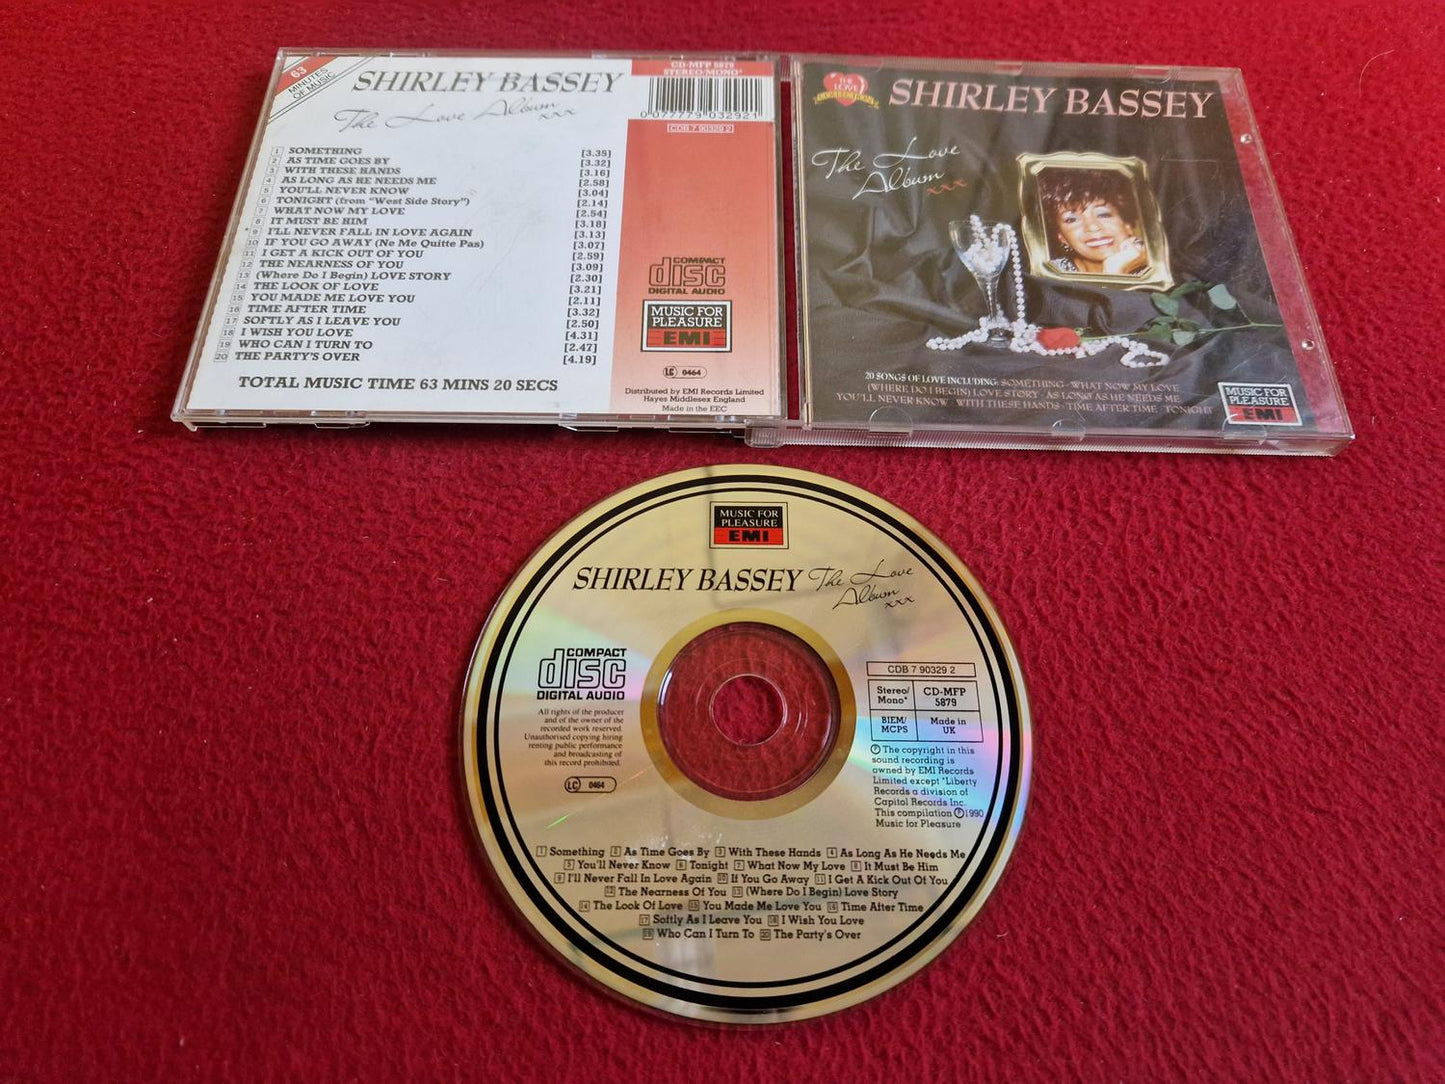 63
MINUTES
OF MUSIC
SHIRLEY BASSEY
The Love Album
xxx
CD-MFP 5879
STEREO/MONO*
0 077779 032921
CDB 7 90329 2
1 SOMETHING [3.35]
2 AS TIME GOES BY [3.32]
3 WITH THESE HANDS [3.16]
4 AS LONG AS HE NEEDS ME [2.58]
5 YOU'LL NEVER KNOW [3.04]
6 TONIGHT (from "West Side Story") [2.14]
7 WHAT NOW MY LOVE [2.54]
8 IT MUST BE HIM [3.18]
*9 I'LL NEVER FALL IN LOVE AGAIN [3.13]
10 IF YOU GO AWAY (Ne Me Quitte Pas) [3.07]
11 I GET A KICK OUT OF YOU [2.59]
12 THE NEARNESS OF YOU [3.09]
13 (Where Do I Begin) LOVE STORY [2.30]
14 THE LOOK OF LOVE [3.21]
15 YOU MADE ME LOVE YOU [2.11]
16 TIME AFTER TIME [3.32]
17 SOFTLY AS I LEAVE YOU [2.50]
18 I WISH YOU LOVE [4.31]
19 WHO CAN I TURN TO [2.47]
20 THE PARTY'S OVER [4.19]
TOTAL MUSIC TIME 63 MINS 20 SECS
COMPACT
disc
DIGITAL AUDIO
MUSIC FOR
PLEASURE
EMI
LC 0464
Distributed by EMI Records Limited
Hayes Middlesex England
Made in the EEC
THE
LOVE
COLLECTION
SHIRLEY BASSEY
The Love
Album xxx
20 SONGS OF LOVE INCLUDING: SOMETHING · WHAT NOW MY LOVE
(WHERE DO I BEGIN) LOVE STORY · AS LONG AS HE NEEDS ME
YOU'LL NEVER KNOW · WITH THESE HANDS · TIME AFTER TIME · TONIGHT
MUSIC FOR
PLEASURE
EMI
MUSIC FOR
PLEASURE
EMI
SHIRLEY BASSEY The Love
Album xxx
COMPACT
disc
DIGITAL AUDIO
All rights of the producer
and of the owner of the
recorded work reserved.
Unauthorised copying hiring
renting public performance
and broadcasting of
this record prohibited.
LC 0464
CDB 7 90329 2
Stereo/
Mono*
CD-MFP
5879
BIEM/
MCPS
Made in
UK
℗ The copyright in this
sound recording is
owned by EMI Records
Limited except *Liberty
Records a division of
Capitol Records Inc.
This compilation ℗1990
Music for Pleasure
1 Something 2 As Time Goes By 3 With These Hands 4 As Long As He Needs Me
5 You'll Never Know 6 Tonight 7 What Now My Love 8 It Must Be Him
9 I'll Never Fall In Love Again 10 If You Go Away 11 I Get A Kick Out Of You
12 The Nearness Of You 13 (Where Do I Begin) Love Story
14 The Look Of Love 15 You Made Me Love You 16 Time After Time
17 Softly As I Leave You 18 I Wish You Love
19 Who Can I Turn To 20 The Party's Over